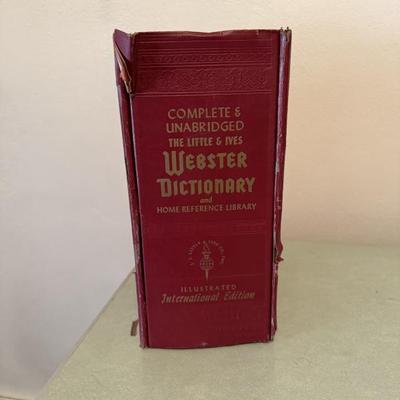 COMPLETE &
UNABRIDGED
THE LITTLE & IVES
WEBSTER
DICTIONARY
and
HOME REFERENCE LIBRARY
ILLUSTRATED
International Edition